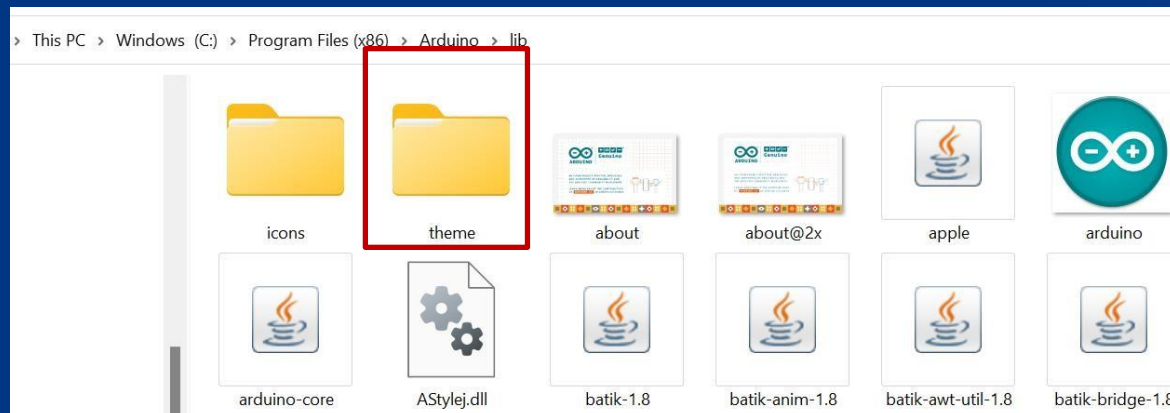 > This PC > Windows (C:) > Program Files (x86) > Arduino > lib
icons theme about about@2x apple arduino
arduino-core AStylej.dll batik-1.8 batik-anim-1.8 batik-awt-util-1.8 batik-bridge-1.8